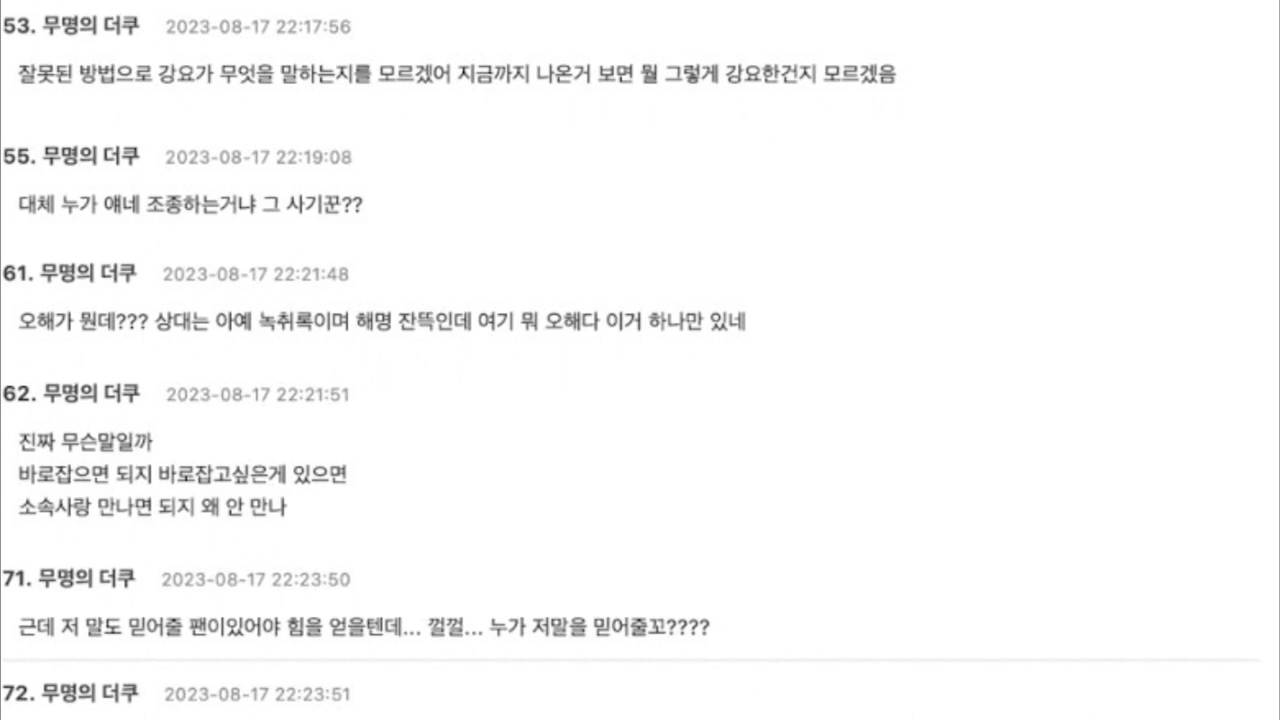 53. 무명의 더쿠 2023-08-17 22:17:56
잘못된 방법으로 강요가 무엇을 말하는지를 모르겠어 지금까지 나온거 보면 뭘 그렇게 강요한건지 모르겠음
55. 무명의 더쿠 2023-08-17 22:19:08
대체 누가 얘네 조종하는거냐 그 사기꾼??
61. 무명의 더쿠 2023-08-17 22:21:48
오해가 뭔데??? 상대는 아예 녹취록이며 해명 잔뜩인데 여기 뭐 오해다 이거 하나만 있네
62. 무명의 더쿠 2023-08-17 22:21:51
진짜 무슨말일까
바로잡으면 되지 바로잡고싶은게 있으면
소속사랑 만나면 되지 왜 안 만나
71. 무명의 더쿠 2023-08-17 22:23:50
근데 저 말도 믿어줄 팬이있어야 힘을 얻을텐데... 껄껄... 누가 저말을 믿어줄꼬????
72. 무명의 더쿠 2023-08-17 22:23:51